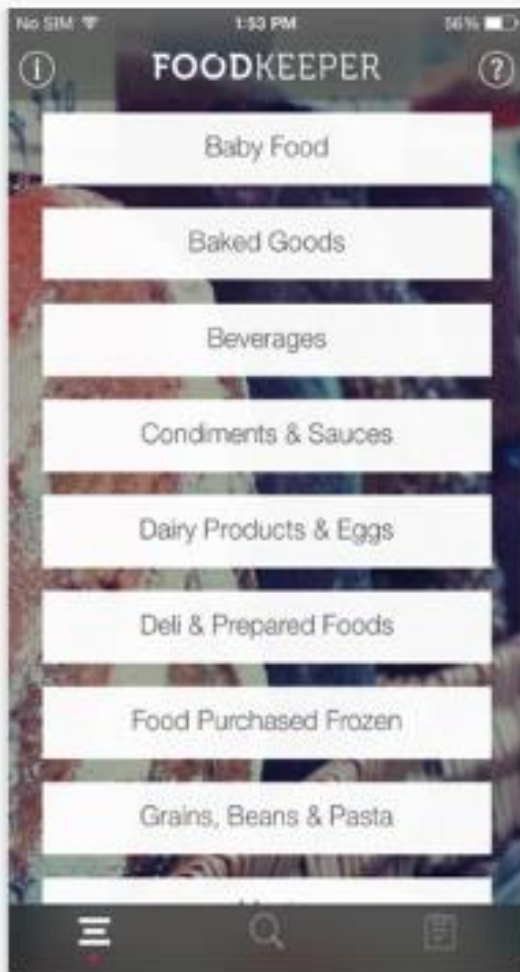 No SIM 1:53 PM 56%
i FOODKEEPER ?
Baby Food
Baked Goods
Beverages
Condiments & Sauces
Dairy Products & Eggs
Deli & Prepared Foods
Food Purchased Frozen
Grains, Beans & Pasta